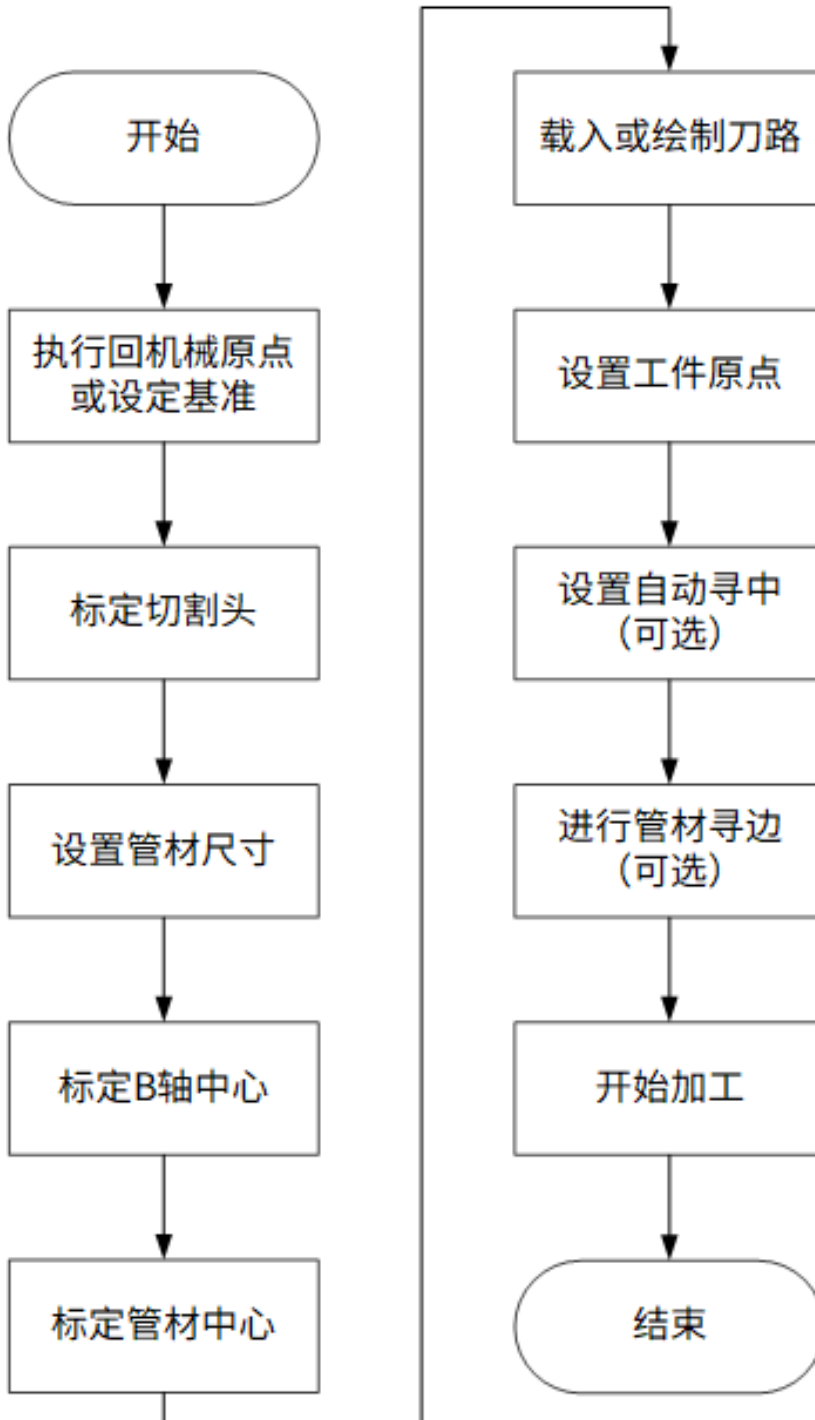 开始
执行回机械原点
或设定基准
标定切割头
设置管材尺寸
标定B轴中心
标定管材中心
载入或绘制刀路
设置工件原点
设置自动寻中
（可选）
进行管材寻边
（可选）
开始加工
结束